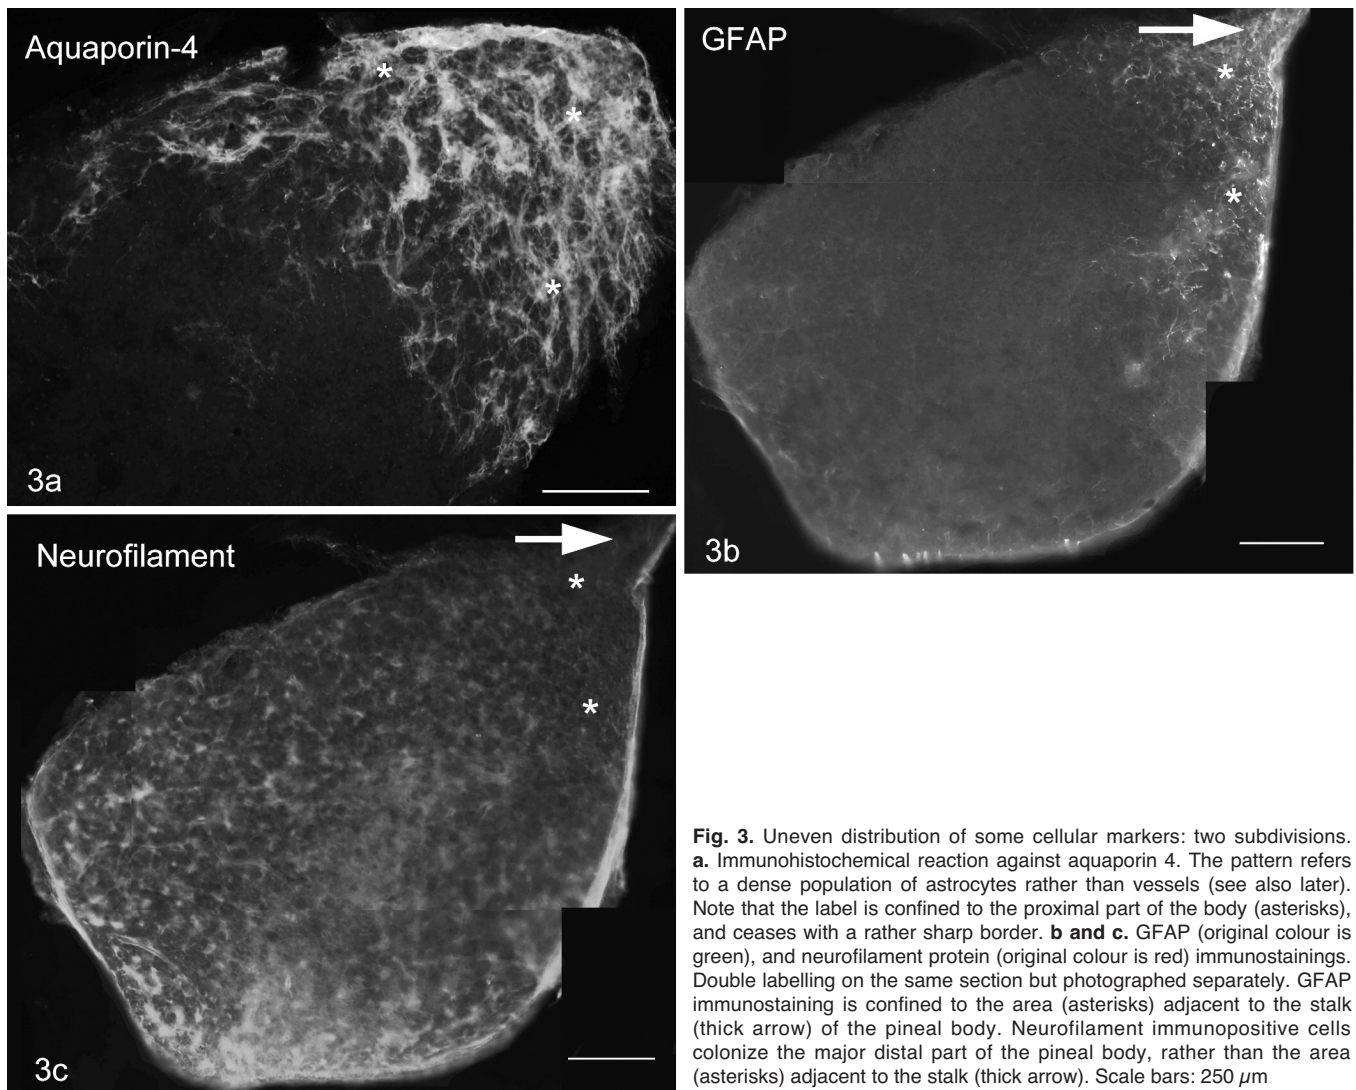 Aquaporin-4
*
*
*
3a
GFAP
*
*
3b
Neurofilament
*
*
3c
Fig. 3. Uneven distribution of some cellular markers: two subdivisions.
a. Immunohistochemical reaction against aquaporin 4. The pattern refers
to a dense population of astrocytes rather than vessels (see also later).
Note that the label is confined to the proximal part of the body (asterisks),
and ceases with a rather sharp border. b and c. GFAP (original colour is
green), and neurofilament protein (original colour is red) immunostainings.
Double labelling on the same section but photographed separately. GFAP
immunostaining is confined to the area (asterisks) adjacent to the stalk
(thick arrow) of the pineal body. Neurofilament immunopositive cells
colonize the major distal part of the pineal body, rather than the area
(asterisks) adjacent to the stalk (thick arrow). Scale bars: 250 µm